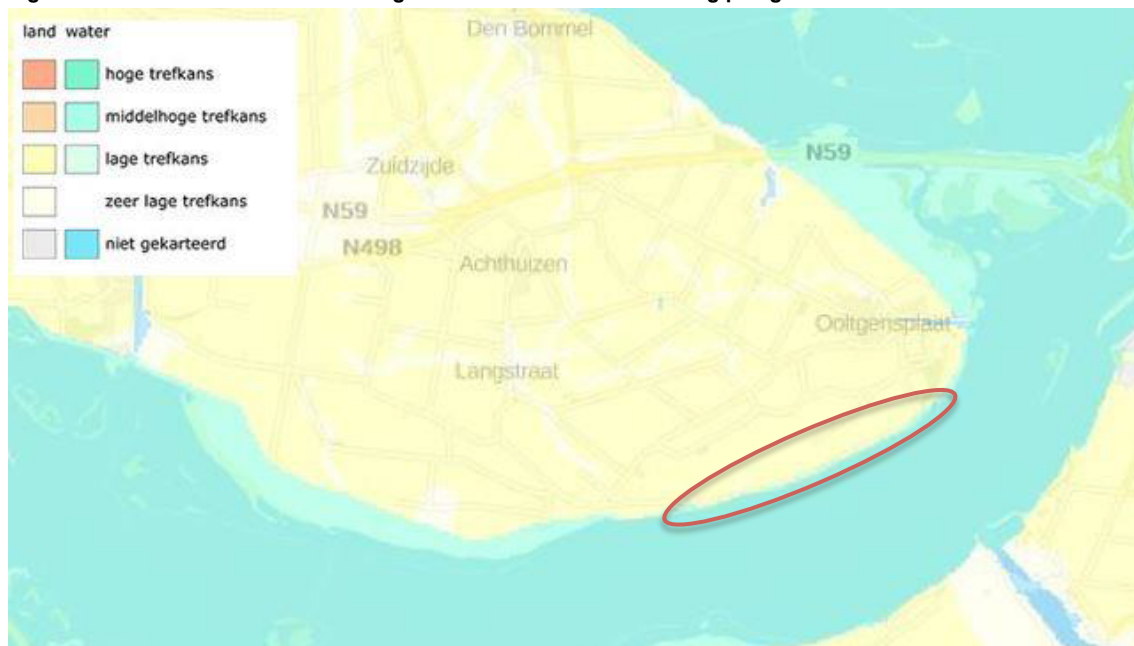 land water
hoge trefkans
middelhoge trefkans
lage trefkans
zeer lage trefkans
niet gekarteerd
Den Bommel
N59
Zuidzijde
N59
N498
Achthuizen
Ooltgensplaat
Langstraat